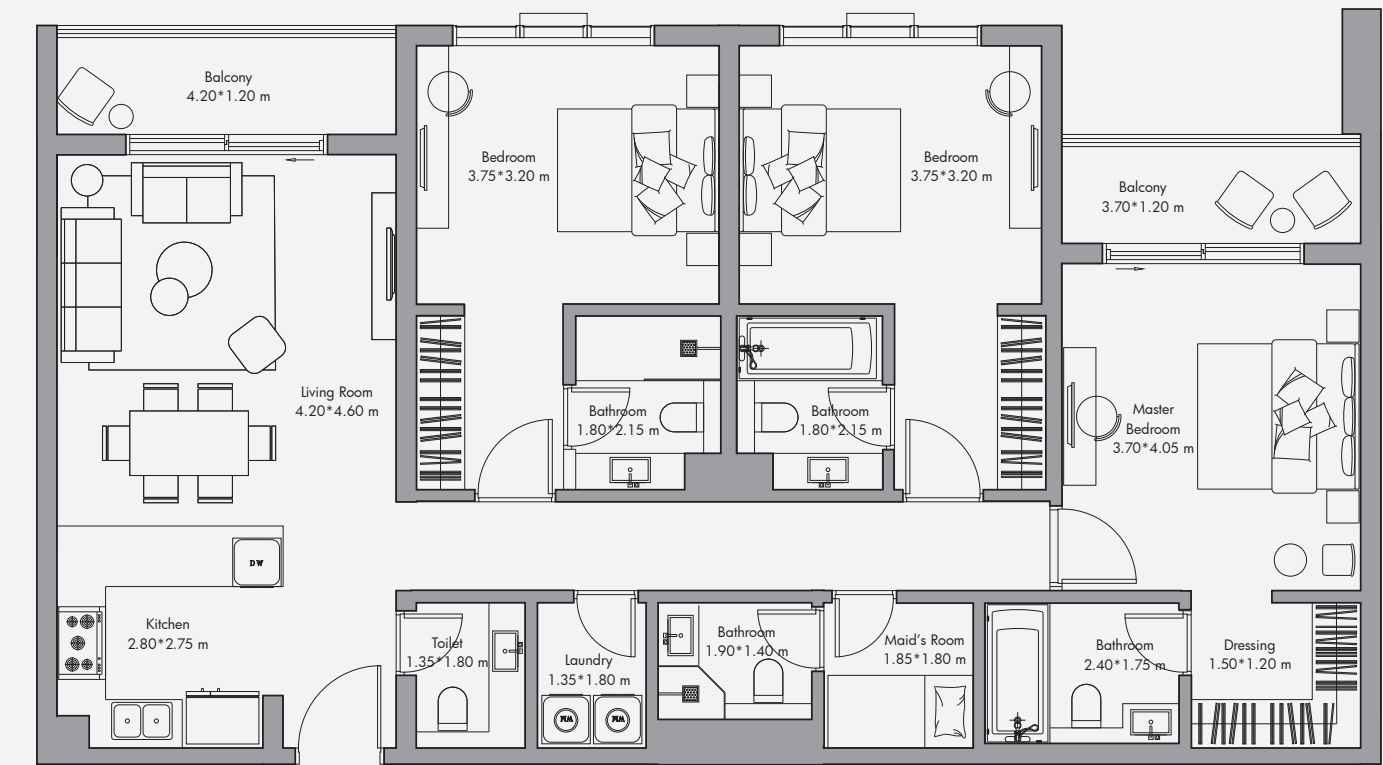 Balcony
4.20*1.20 m
Bedroom
3.75*3.20 m
Bedroom
3.75*3.20 m
Balcony
3.70*1.20 m
Living Room
4.20*4.60 m
Bathroom
1.80*2.15 m
Bathroom
1.80*2.15 m
Master
Bedroom
3.70*4.05 m
DW
Kitchen
2.80*2.75 m
Toilet
1.35*1.80 m
Laundry
1.35*1.80 m
Bathroom
1.90*1.40 m
Maid's Room
1.85*1.80 m
Bathroom
2.40*1.75 m
Dressing
1.50*1.20 m